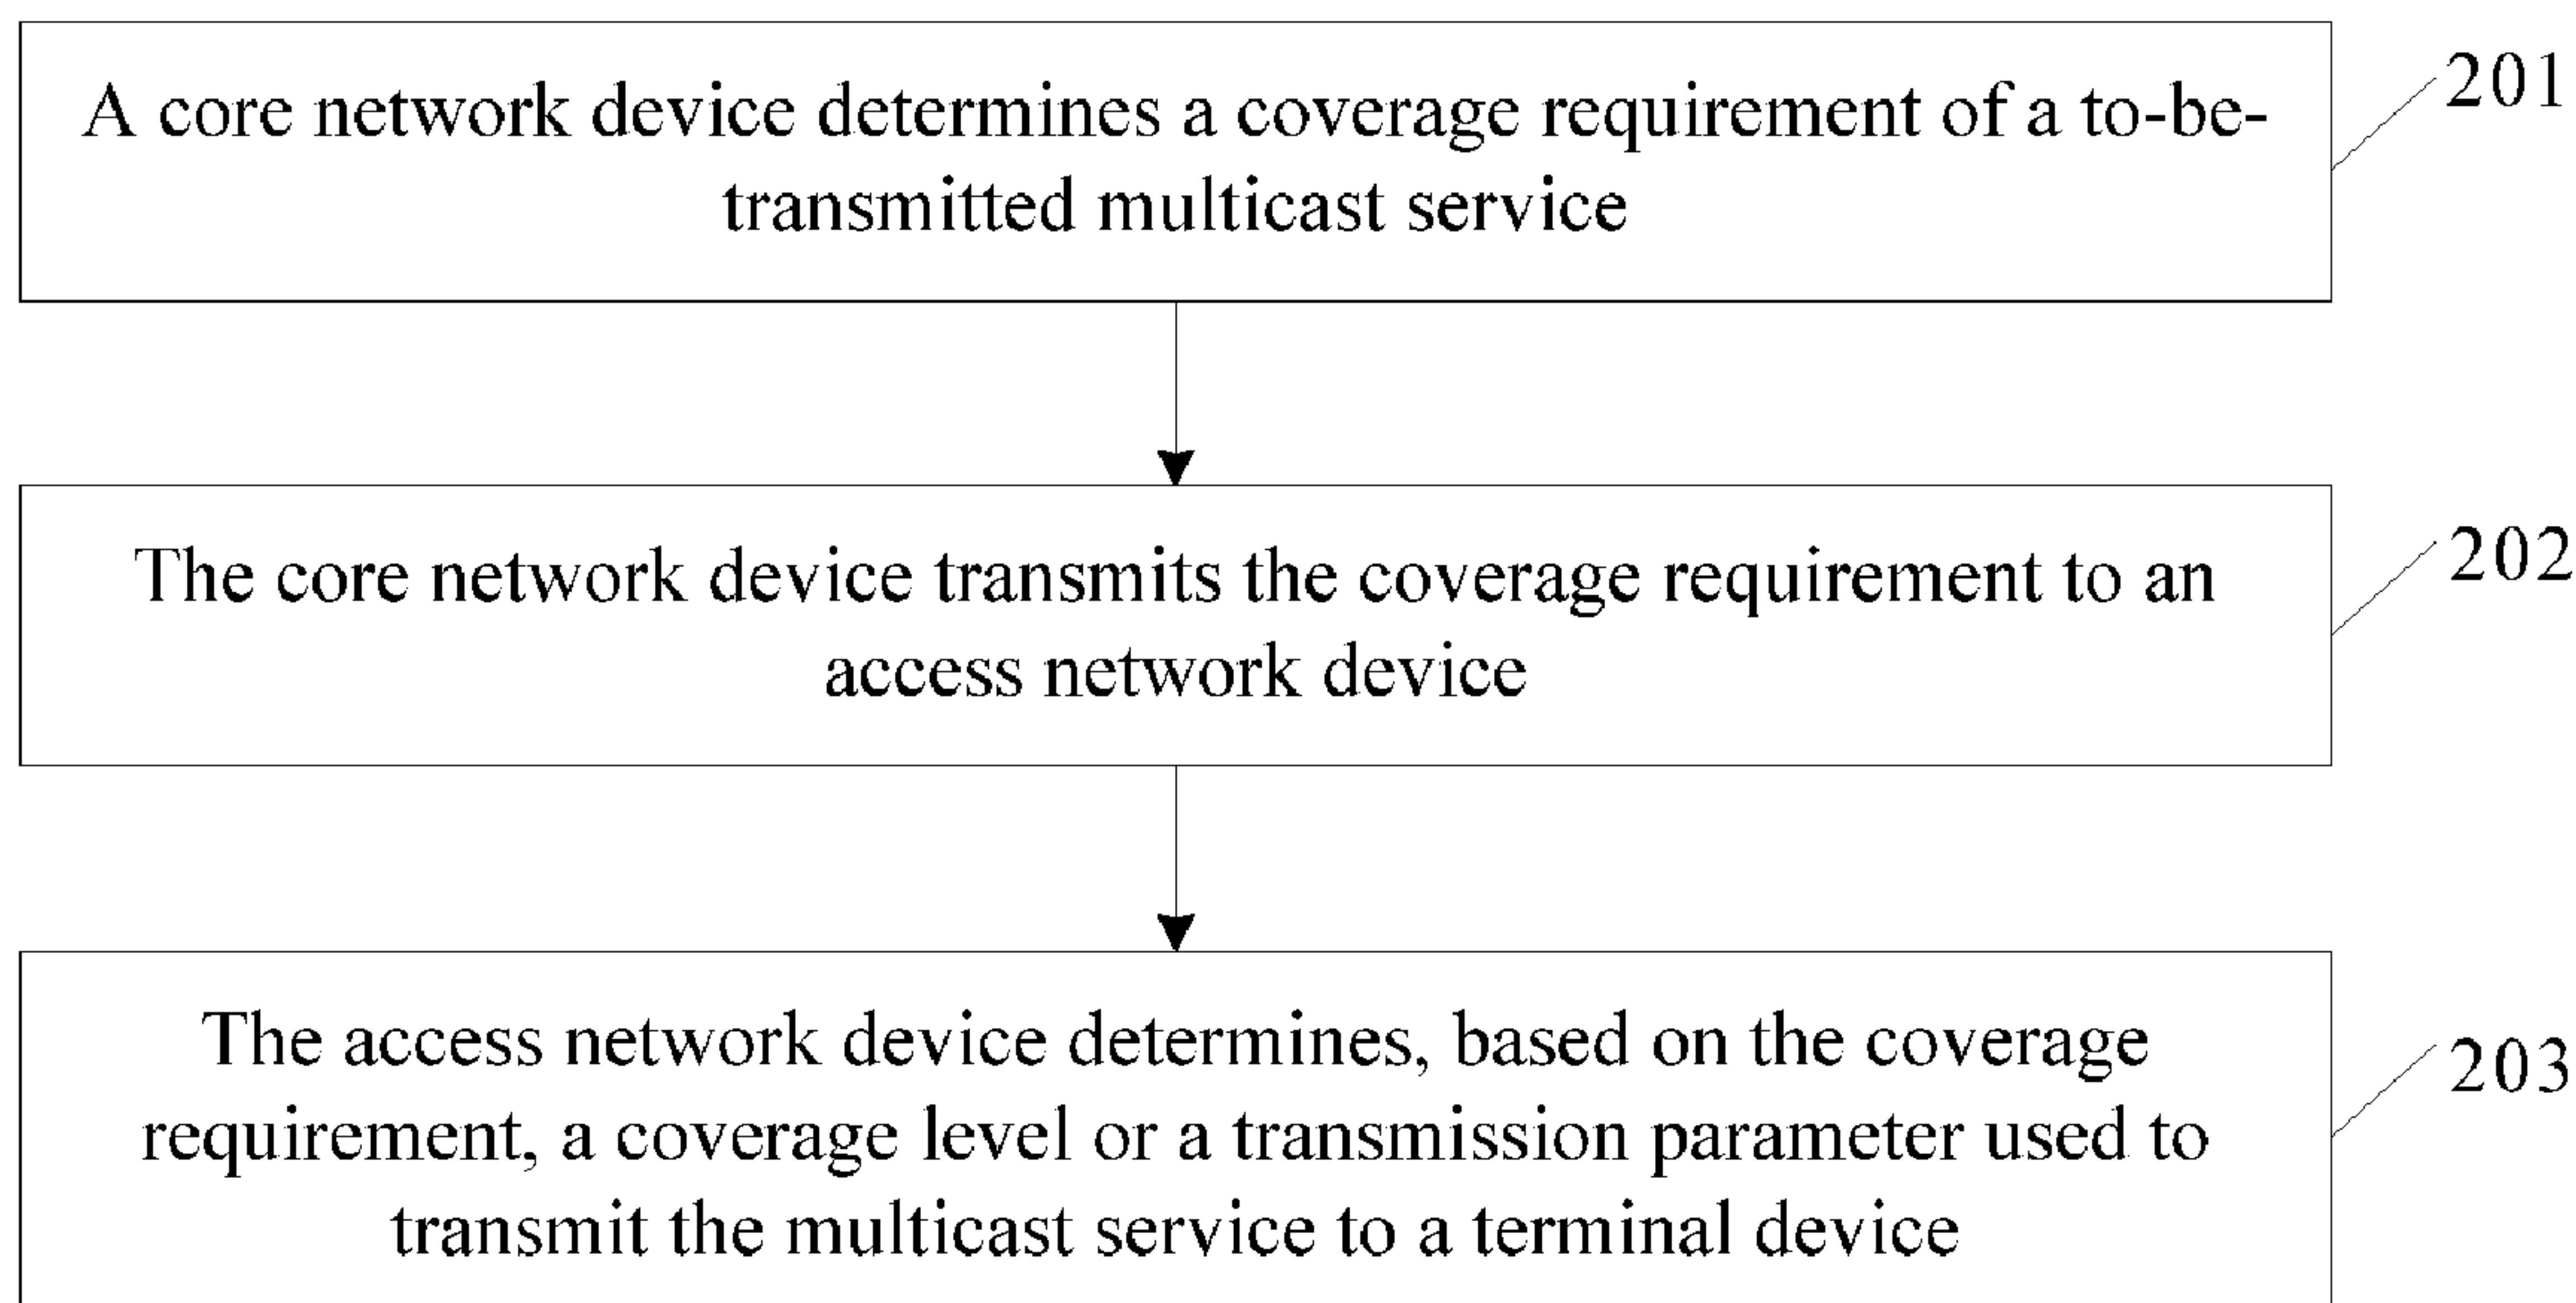 A core network device determines a coverage requirement of a to-be-
transmitted multicast service
201
The core network device transmits the coverage requirement to an
access network device
202
The access network device determines, based on the coverage
requirement, a coverage level or a transmission parameter used to
transmit the multicast service to a terminal device
203